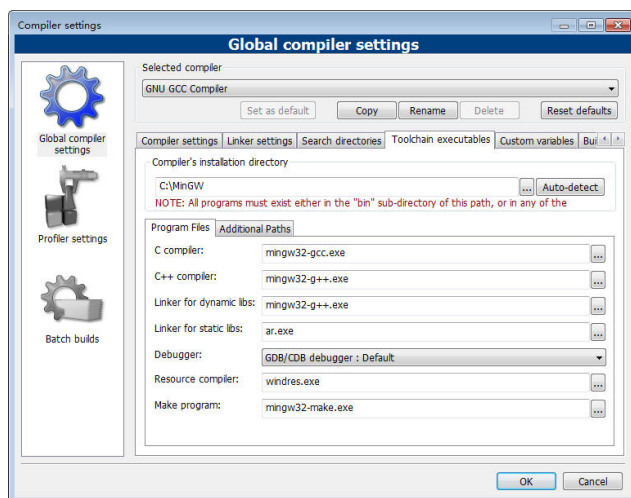 Compiler settings
Global compiler settings
Global compiler
settings
Profiler settings
Batch builds
Selected compiler
GNU GCC Compiler
Set as default Copy Rename Delete Reset defaults
Compiler settings Linker settings Search directories Toolchain executables Custom variables Bui
Compiler's installation directory
C:\MinGW ... Auto-detect
NOTE: All programs must exist either in the "bin" sub-directory of this path, or in any of the
Program Files Additional Paths
C compiler: mingw32-gcc.exe ...
C++ compiler: mingw32-g++.exe ...
Linker for dynamic libs: mingw32-g++.exe ...
Linker for static libs: ar.exe ...
Debugger: GDB/CDB debugger : Default
Resource compiler: windres.exe ...
Make program: mingw32-make.exe ...
OK Cancel